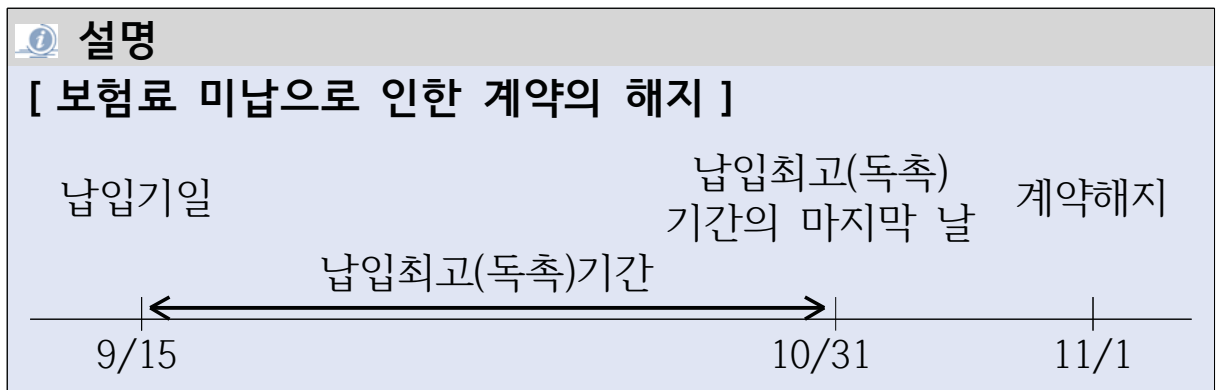 설명
[ 보험료 미납으로 인한 계약의 해지 ]
납입기일
납입최고(독촉)
기간의 마지막 날
계약해지
납입최고(독촉)기간
9/15
10/31
11/1